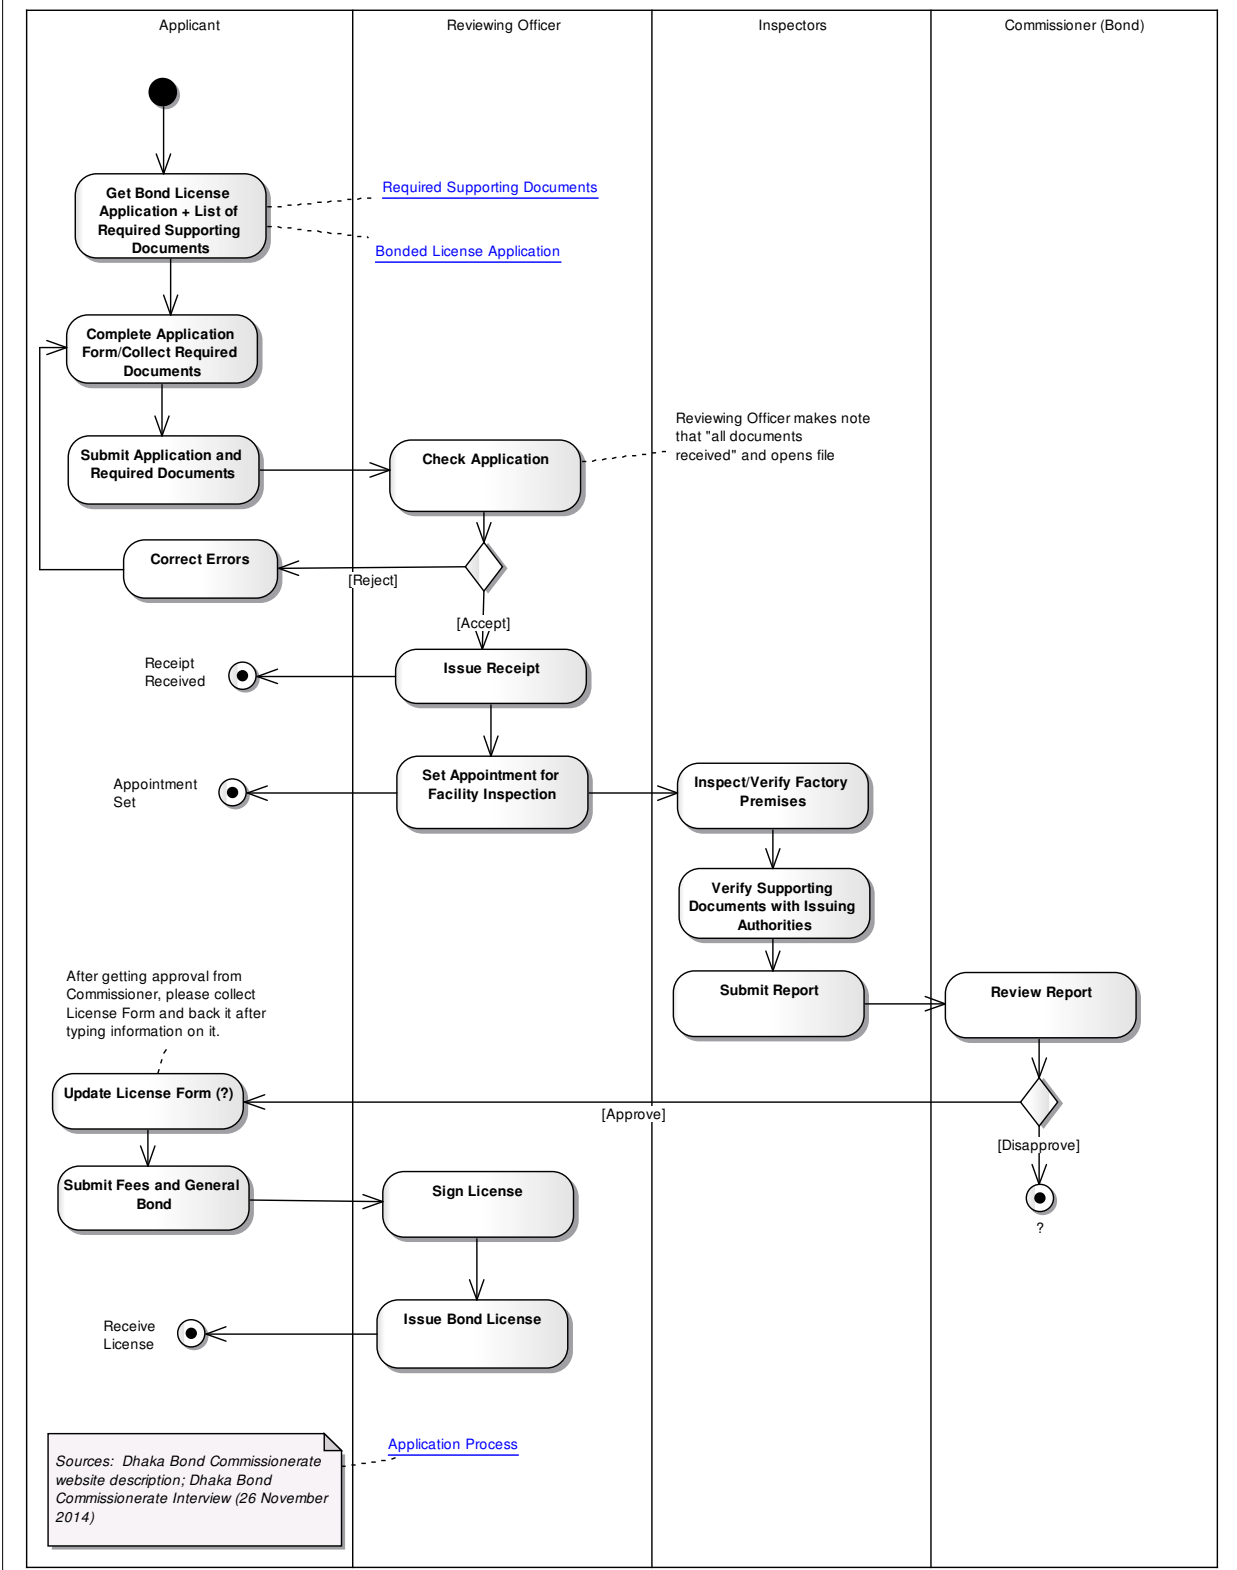 Applicant
Reviewing Officer
Inspectors
Commissioner (Bond)
Get Bond License
Application + List of
Required Supporting
Documents
Required Supporting Documents
Bonded License Application
Complete Application
Form/Collect Required
Documents
Submit Application and
Required Documents
Check Application
Reviewing Officer makes note
that "all documents
received" and opens file
Correct Errors
[Reject]
[Accept]
Receipt
Received
Issue Receipt
Appointment
Set
Set Appointment for
Facility Inspection
Inspect/Verify Factory
Premises
Verify Supporting
Documents with Issuing
Authorities
Submit Report
Review Report
After getting approval from
Commissioner, please collect
License Form and back it after
typing information on it.
Update License Form (?)
[Approve]
[Disapprove]
?
Submit Fees and General
Bond
Sign License
Issue Bond License
Receive
License
Application Process
Sources: Dhaka Bond Commissionerate
website description; Dhaka Bond
Commissionerate Interview (26 November
2014)